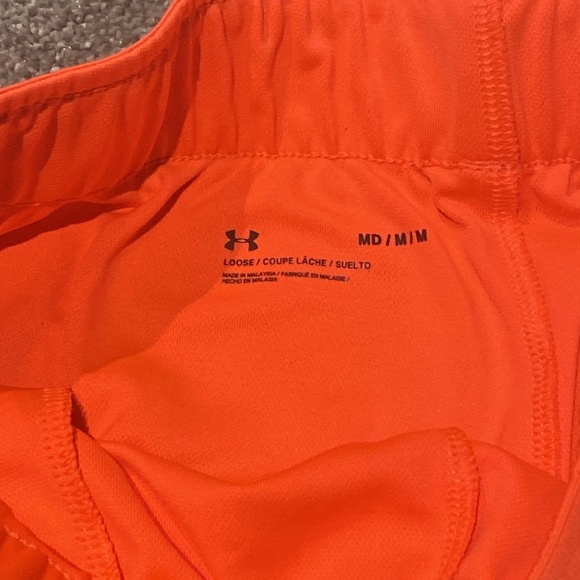 MD / M / M
LOOSE / COUPE LÂCHE / SUELTO
MADE IN MALAYSIA / FABRIQUÉ EN MALAISIE /
HECHO EN MALASIA